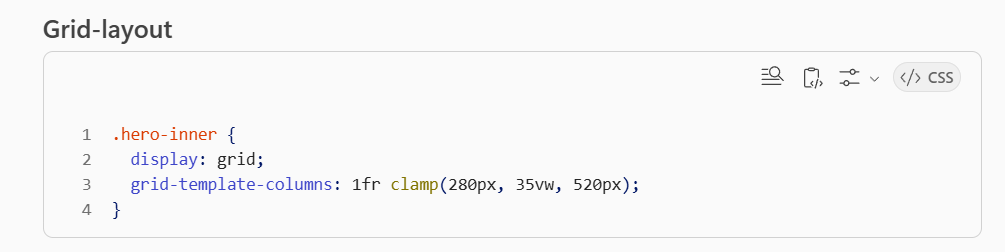 Grid-layout
</> CSS
1 .hero-inner {
2   display: grid;
3   grid-template-columns: 1fr clamp(280px, 35vw, 520px);
4 }